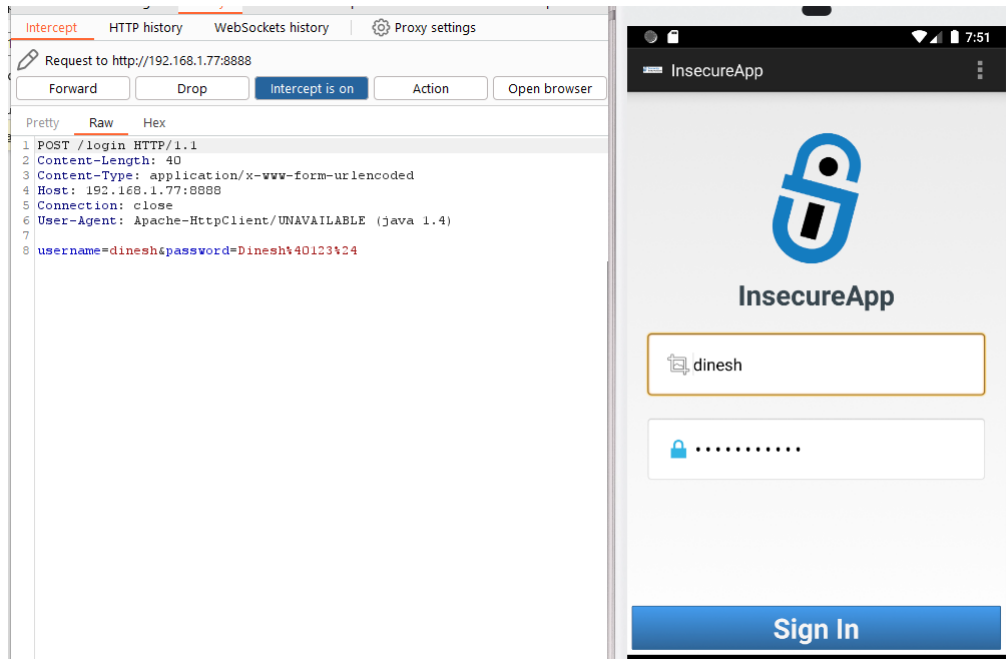 Intercept HTTP history WebSockets history Proxy settings
Request to http://192.168.1.77:8888
Forward Drop Intercept is on Action Open browser
Pretty Raw Hex
1 POST /login HTTP/1.1
2 Content-Length: 40
3 Content-Type: application/x-www-form-urlencoded
4 Host: 192.168.1.77:8888
5 Connection: close
6 User-Agent: Apache-HttpClient/UNAVAILABLE (java 1.4)
7
8 username=dinesh&password=Dinesh%40123%24
7:51
InsecureApp
InsecureApp
dinesh
•••••••••••
Sign In